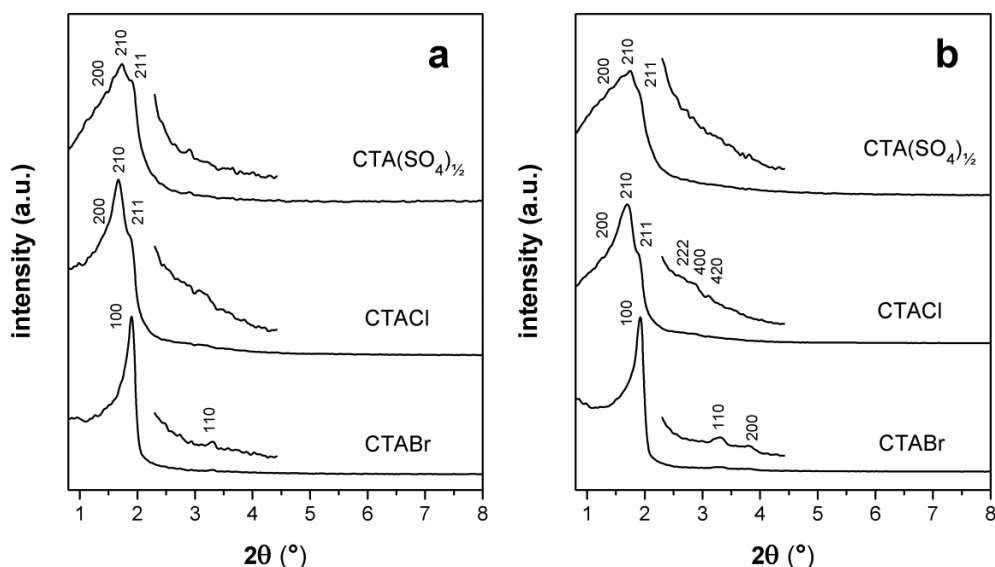 a
200
210
211
CTA(SO₄)½
210
200
211
CTACl
100
110
CTABr
intensity (a.u.)
1 2 3 4 5 6 7 8
2θ (°)
b
200
210
211
CTA(SO₄)½
210
200
211
222
400
420
CTACl
100
110
200
CTABr
intensity (a.u.)
1 2 3 4 5 6 7 8
2θ (°)